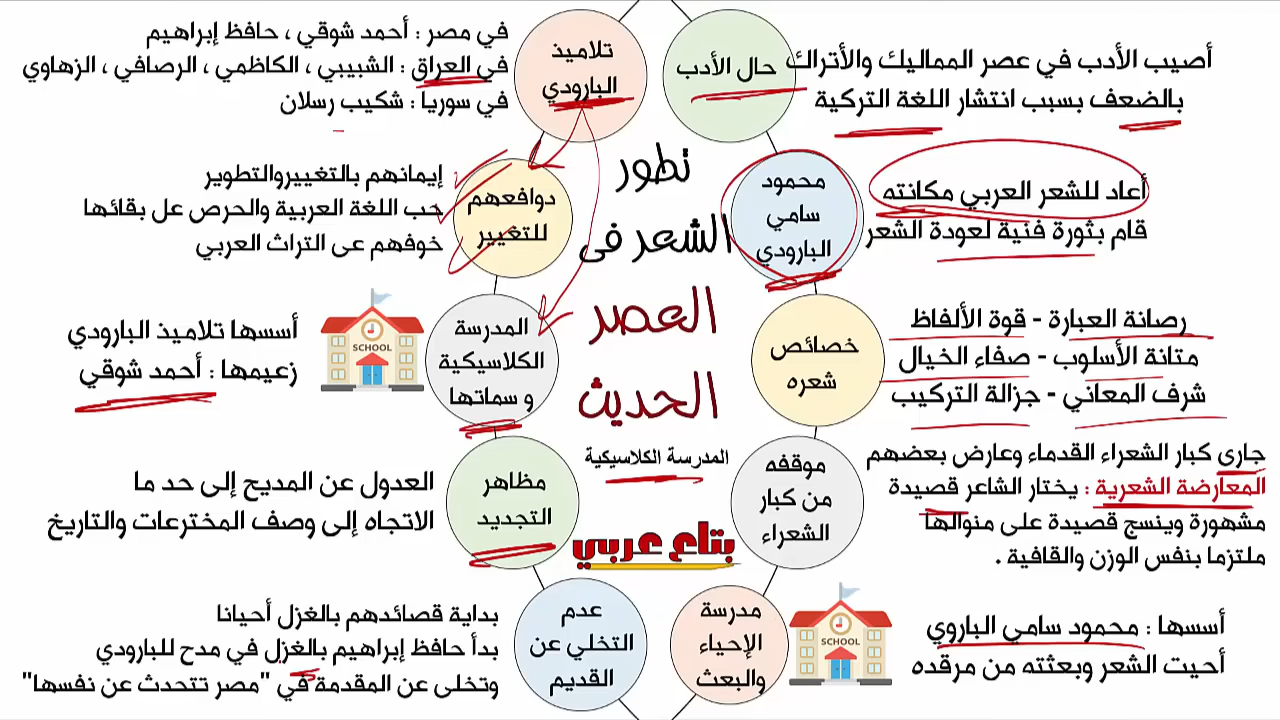 تطور
الشعر فى
العصر
الحديث
المدرسة الكلاسيكية
بتاع عربي
حال الأدب
أصيب الأدب في عصر المماليك والأتراك
بالضعف بسبب انتشار اللغة التركية
محمود
سامي
البارودي
أعاد للشعر العربي مكانته
قام بثورة فنية لعودة الشعر
خصائص
شعره
رصانة العبارة - قوة الألفاظ
متانة الأسلوب - صفاء الخيال
شرف المعاني - جزالة التركيب
موقفه
من كبار
الشعراء
جارى كبار الشعراء القدماء وعارض بعضهم
المعارضة الشعرية : يختار الشاعر قصيدة
مشهورة وينسج قصيدة على منوالها
ملتزما بنفس الوزن والقافية .
مدرسة
الإحياء
والبعث
SCHOOL
أسسها : محمود سامي الباروي
أحيت الشعر وبعثته من مرقده
تلاميذ
البارودي
في مصر : أحمد شوقي ، حافظ إبراهيم
في العراق : الشبيبي ، الكاظمي ، الرصافي ، الزهاوي
في سوريا : شكيب رسلان
دوافعهم
للتغيير
إيمانهم بالتغييروالتطوير
حب اللغة العربية والحرص عل بقائها
خوفهم عى التراث العربي
المدرسة
الكلاسيكية
و سماتها
SCHOOL
أسسها تلاميذ البارودي
زعيمها : أحمد شوقي
مظاهر
التجديد
العدول عن المديح إلى حد ما
الاتجاه إلى وصف المخترعات والتاريخ
عدم
التخلي عن
القديم
بداية قصائدهم بالغزل أحيانا
بدأ حافظ إبراهيم بالغزل في مدح للبارودي
وتخلى عن المقدمة في "مصر تتحدث عن نفسها"